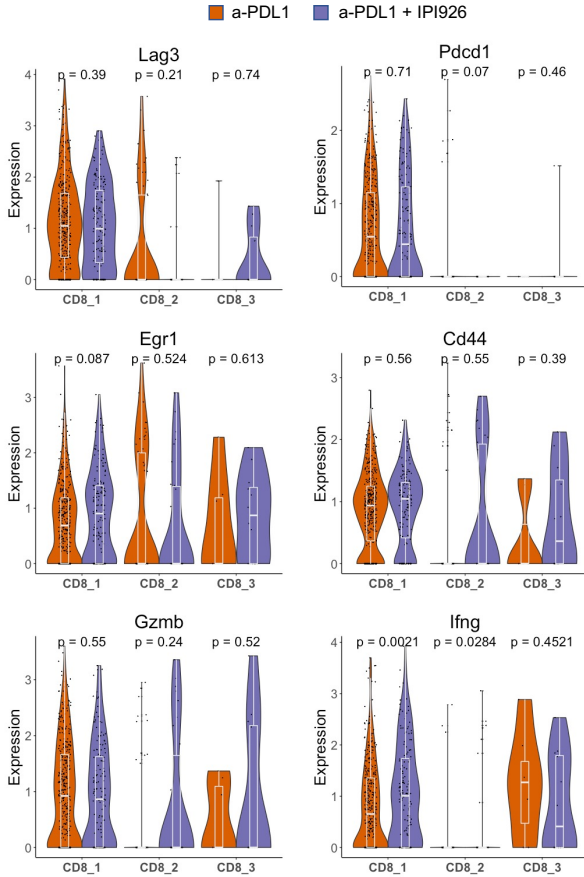 a-PDL1 a-PDL1 + IPI926
Lag3
p = 0.39 p = 0.21 p = 0.74
Expression
4
3
2
1
0
CD8_1 CD8_2 CD8_3
Pdcd1
p = 0.71 p = 0.07 p = 0.46
Expression
2
1
0
CD8_1 CD8_2 CD8_3
Egr1
p = 0.087 p = 0.524 p = 0.613
Expression
3
2
1
0
CD8_1 CD8_2 CD8_3
Cd44
p = 0.56 p = 0.55 p = 0.39
Expression
3
2
1
0
CD8_1 CD8_2 CD8_3
Gzmb
p = 0.55 p = 0.24 p = 0.52
Expression
3
2
1
0
CD8_1 CD8_2 CD8_3
Ifng
p = 0.0021 p = 0.0284 p = 0.4521
Expression
4
3
2
1
0
CD8_1 CD8_2 CD8_3